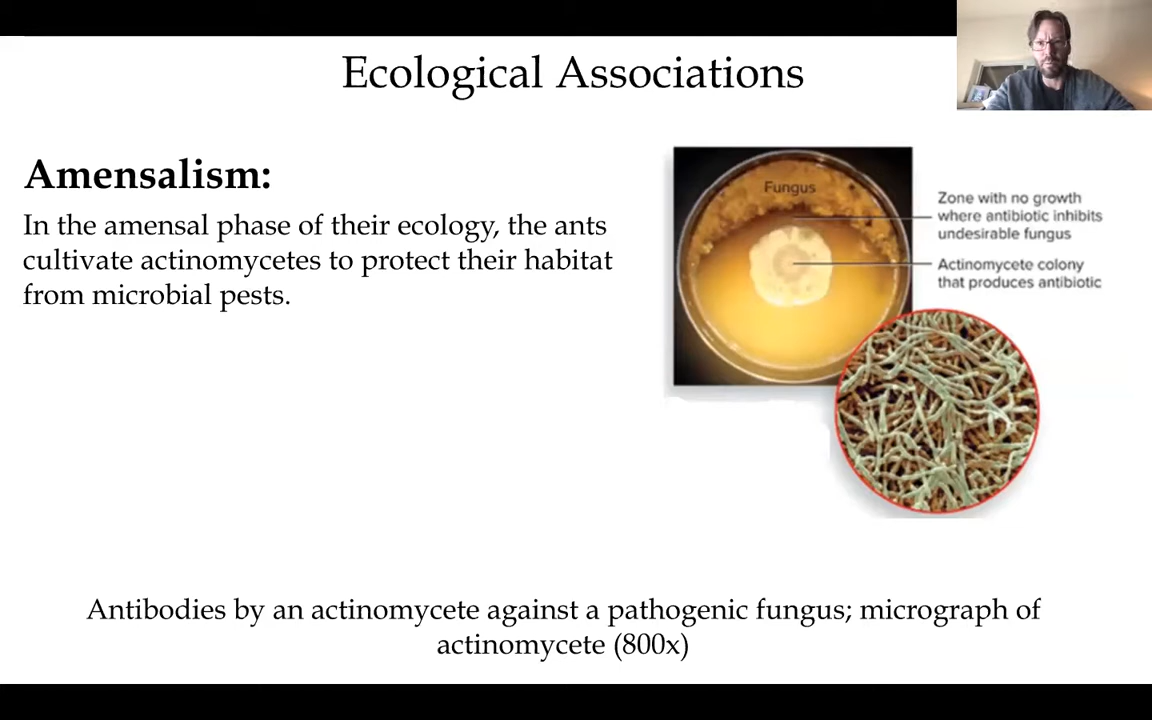 Ecological Associations
Amensalism:
In the amensal phase of their ecology, the ants
cultivate actinomycetes to protect their habitat
from microbial pests.
Fungus
Zone with no growth
where antibiotic inhibits
undesirable fungus
Actinomycete colony
that produces antibiotic
Antibodies by an actinomycete against a pathogenic fungus; micrograph of
actinomycete (800x)